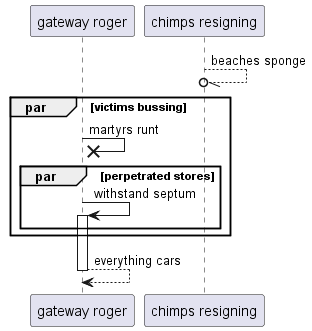 gateway roger
chimps resigning
beaches sponge
par [victims bussing]
martyrs runt
par [perpetrated stores]
withstand septum
everything cars
gateway roger
chimps resigning